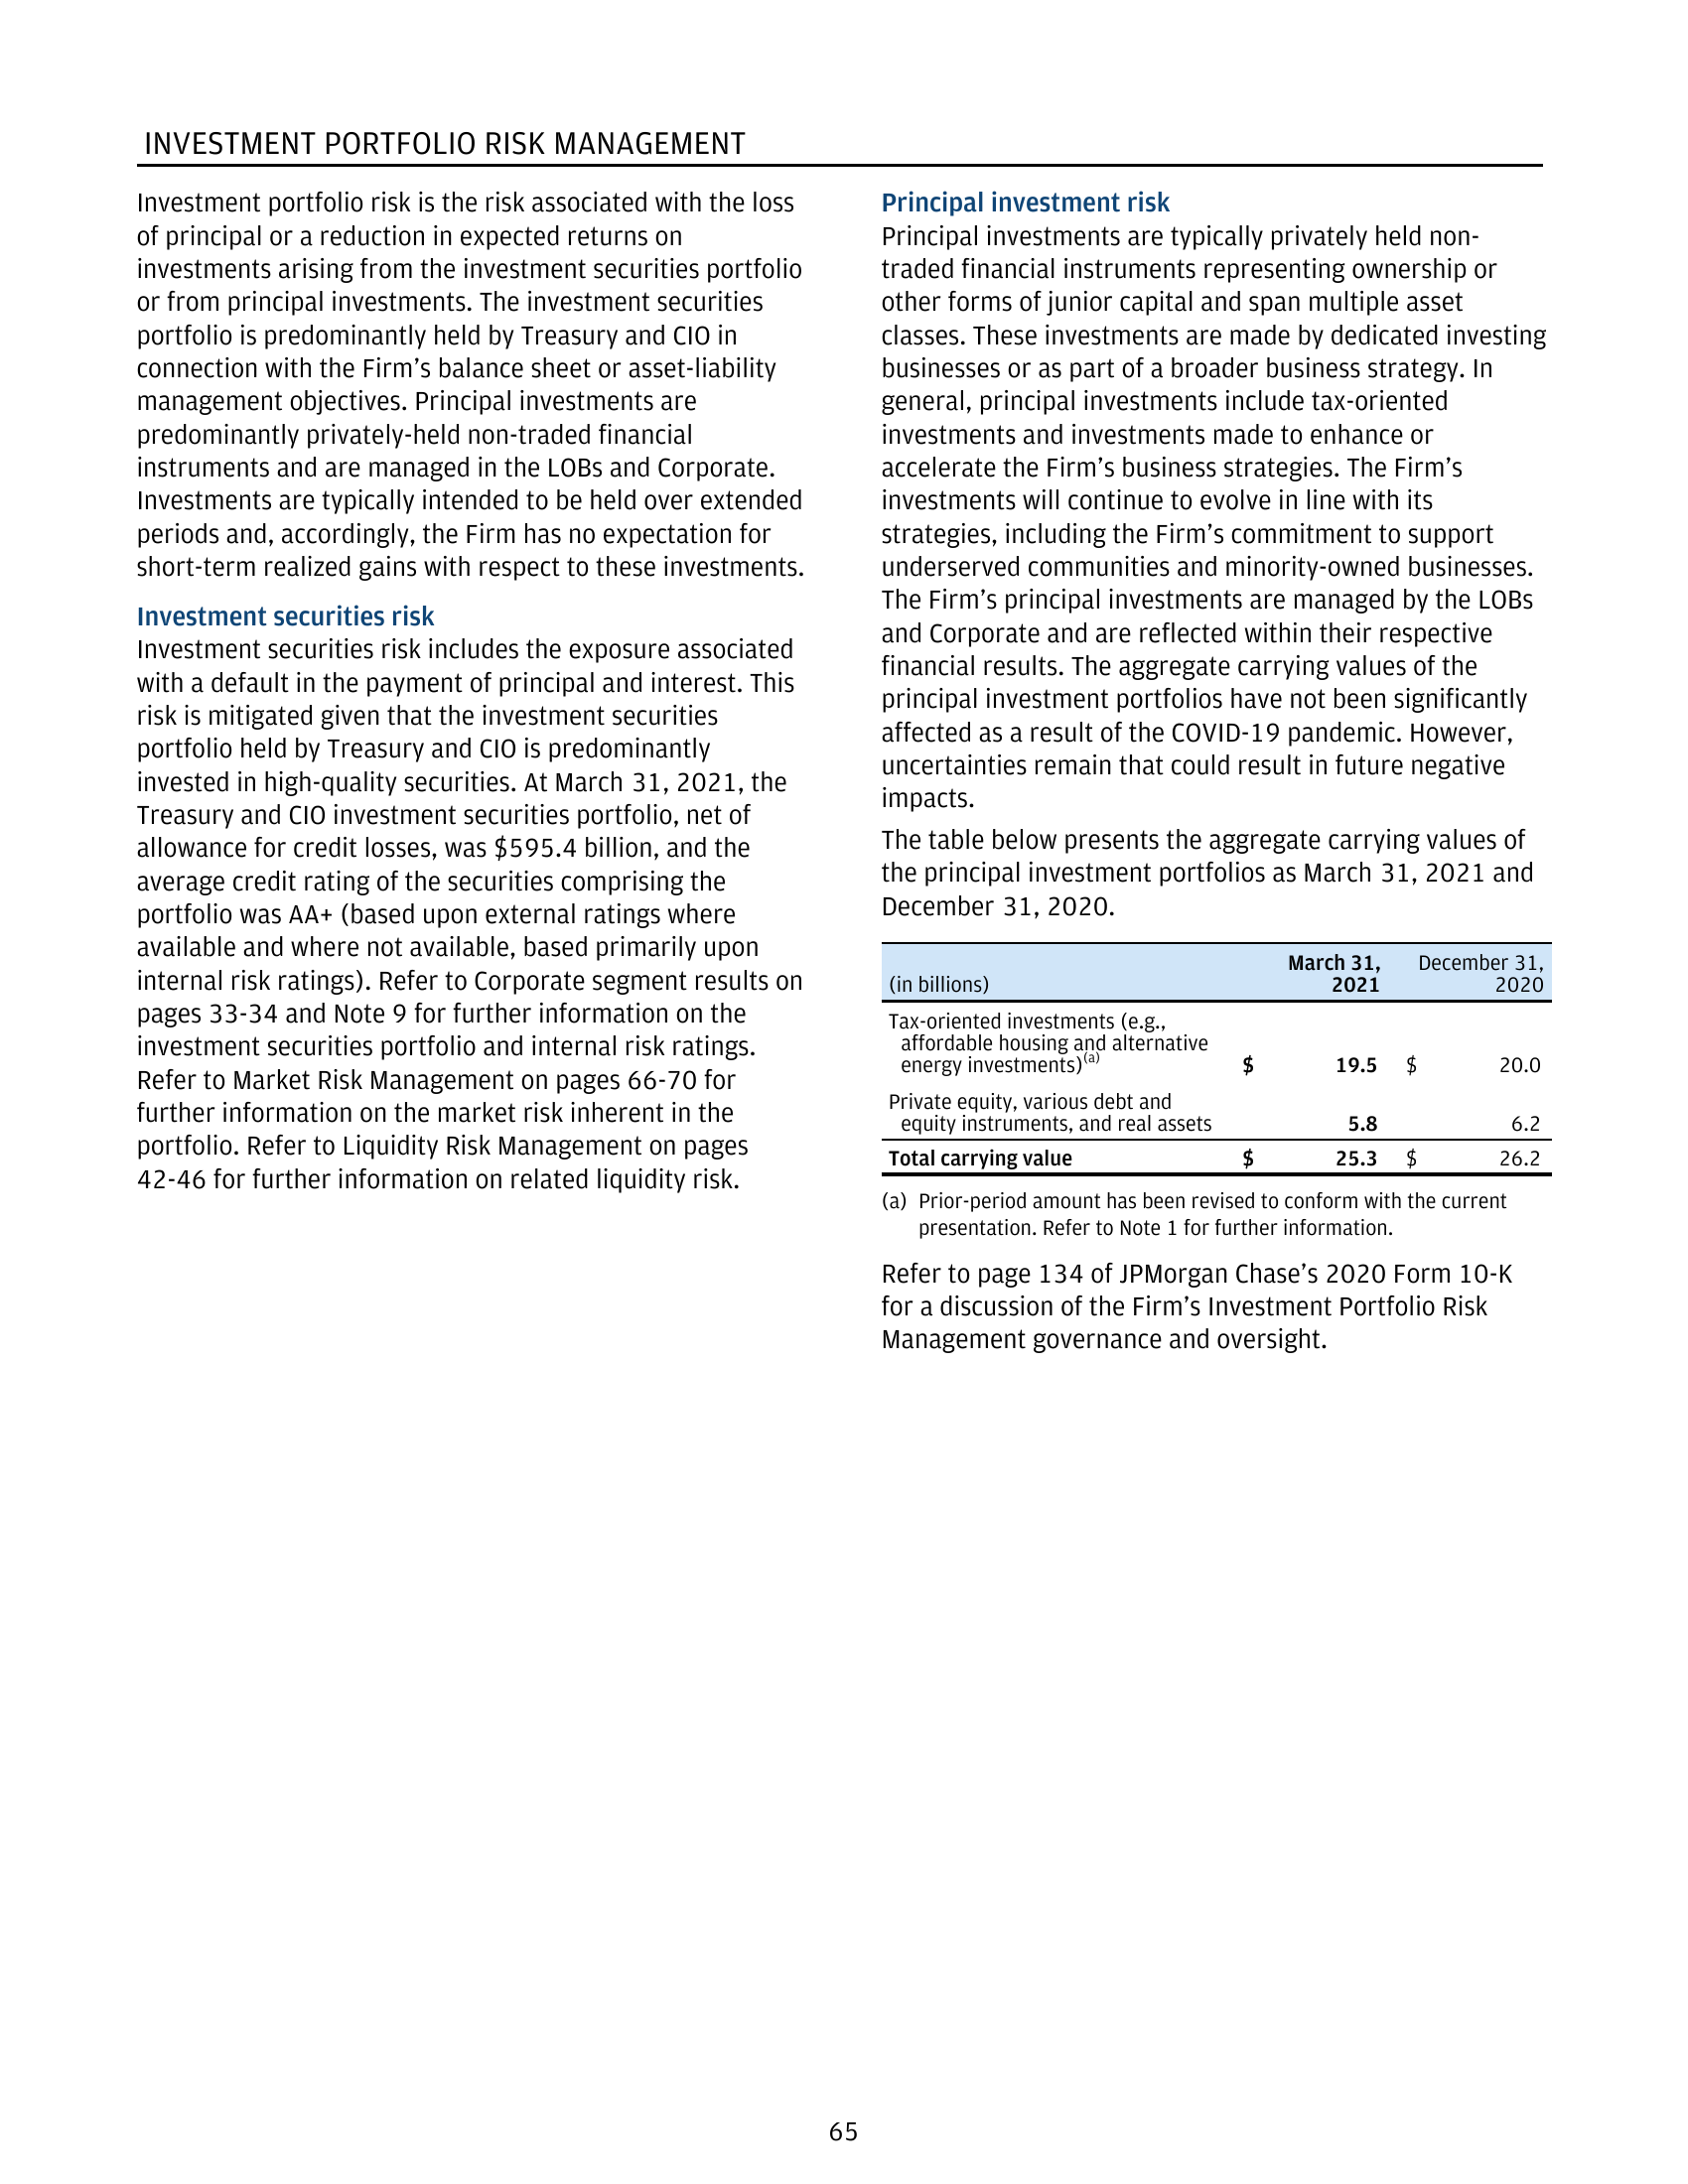 INVESTMENT PORTFOLIO RISK MANAGEMENT
Investment portfolio risk is the risk associated with the loss
of principal or a reduction in expected returns on
investments arising from the investment securities portfolio
or from principal investments. The investment securities
portfolio is predominantly held by Treasury and CIO in
connection with the Firm’s balance sheet or asset-liability
management objectives. Principal investments are
predominantly privately-held non-traded financial
instruments and are managed in the LOBs and Corporate.
Investments are typically intended to be held over extended
periods and, accordingly, the Firm has no expectation for
short-term realized gains with respect to these investments.
Investment securities risk
Investment securities risk includes the exposure associated
with a default in the payment of principal and interest. This
risk is mitigated given that the investment securities
portfolio held by Treasury and CIO is predominantly
invested in high-quality securities. At March 31, 2021, the
Treasury and CIO investment securities portfolio, net of
allowance for credit losses, was $595.4 billion, and the
average credit rating of the securities comprising the
portfolio was AA+ (based upon external ratings where
available and where not available, based primarily upon
internal risk ratings). Refer to Corporate segment results on
pages 33-34 and Note 9 for further information on the
investment securities portfolio and internal risk ratings.
Refer to Market Risk Management on pages 66-70 for
further information on the market risk inherent in the
portfolio. Refer to Liquidity Risk Management on pages
42-46 for further information on related liquidity risk.
Principal investment risk
Principal investments are typically privately held non-
traded financial instruments representing ownership or
other forms of junior capital and span multiple asset
classes. These investments are made by dedicated investing
businesses or as part of a broader business strategy. In
general, principal investments include tax-oriented
investments and investments made to enhance or
accelerate the Firm’s business strategies. The Firm’s
investments will continue to evolve in line with its
strategies, including the Firm’s commitment to support
underserved communities and minority-owned businesses.
The Firm’s principal investments are managed by the LOBs
and Corporate and are reflected within their respective
financial results. The aggregate carrying values of the
principal investment portfolios have not been significantly
affected as a result of the COVID-19 pandemic. However,
uncertainties remain that could result in future negative
impacts.
The table below presents the aggregate carrying values of
the principal investment portfolios as March 31, 2021 and
December 31, 2020.
(in billions) March 31, 2021 December 31, 2020
Tax-oriented investments (e.g.,
affordable housing and alternative
energy investments)(a) $ 19.5 $ 20.0
Private equity, various debt and
equity instruments, and real assets 5.8 6.2
Total carrying value $ 25.3 $ 26.2
(a) Prior-period amount has been revised to conform with the current
presentation. Refer to Note 1 for further information.
Refer to page 134 of JPMorgan Chase’s 2020 Form 10-K
for a discussion of the Firm’s Investment Portfolio Risk
Management governance and oversight.
65